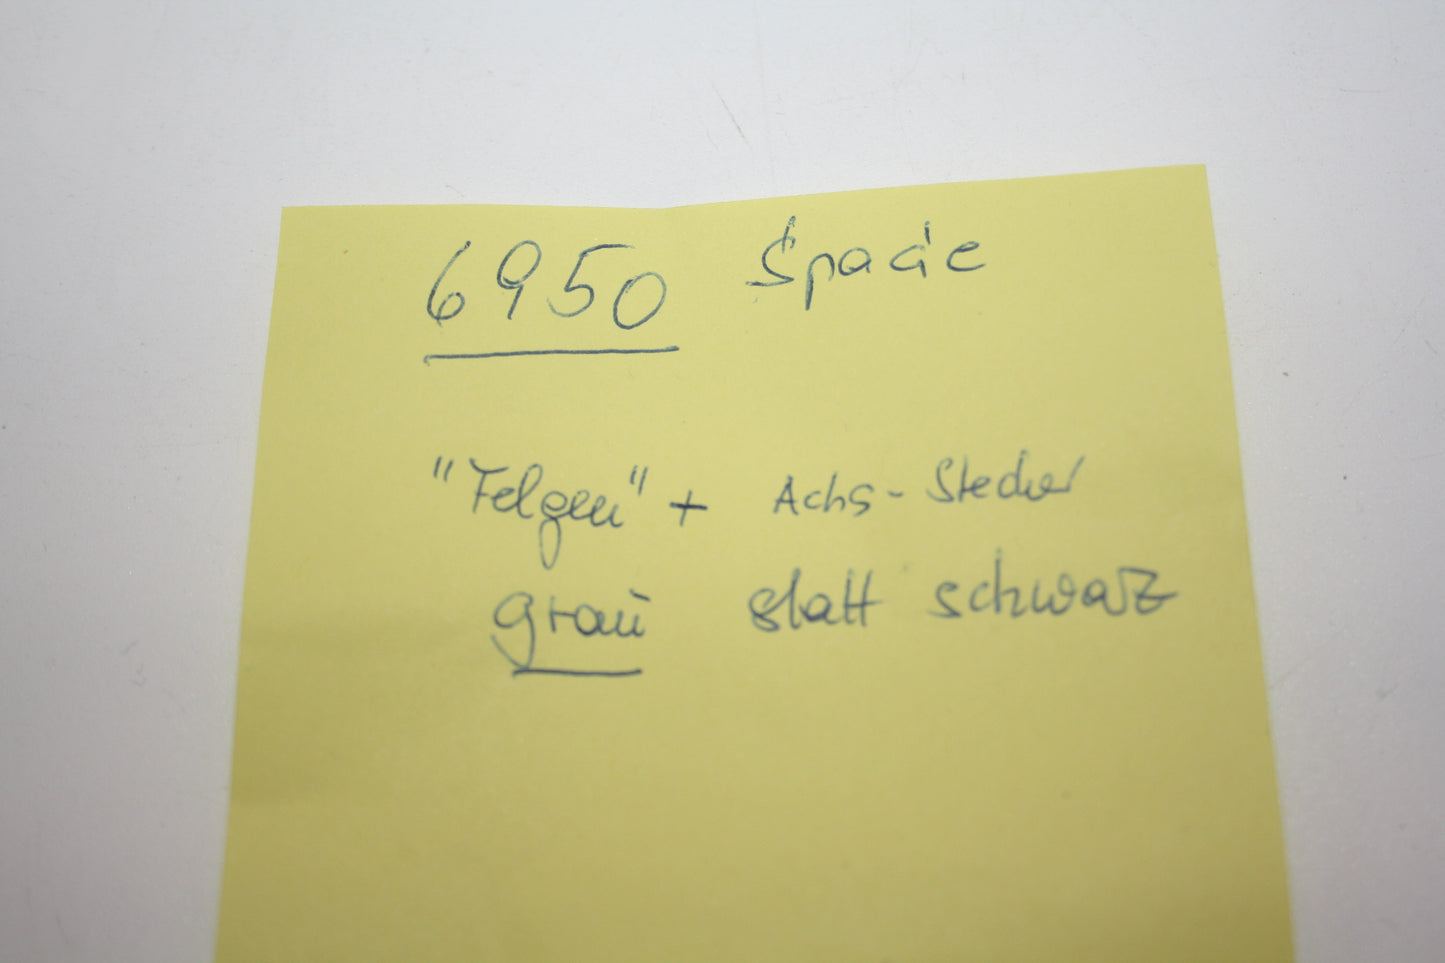 6950 Spacie
"Felgen" + Achs-Stecker
grau statt schwarz